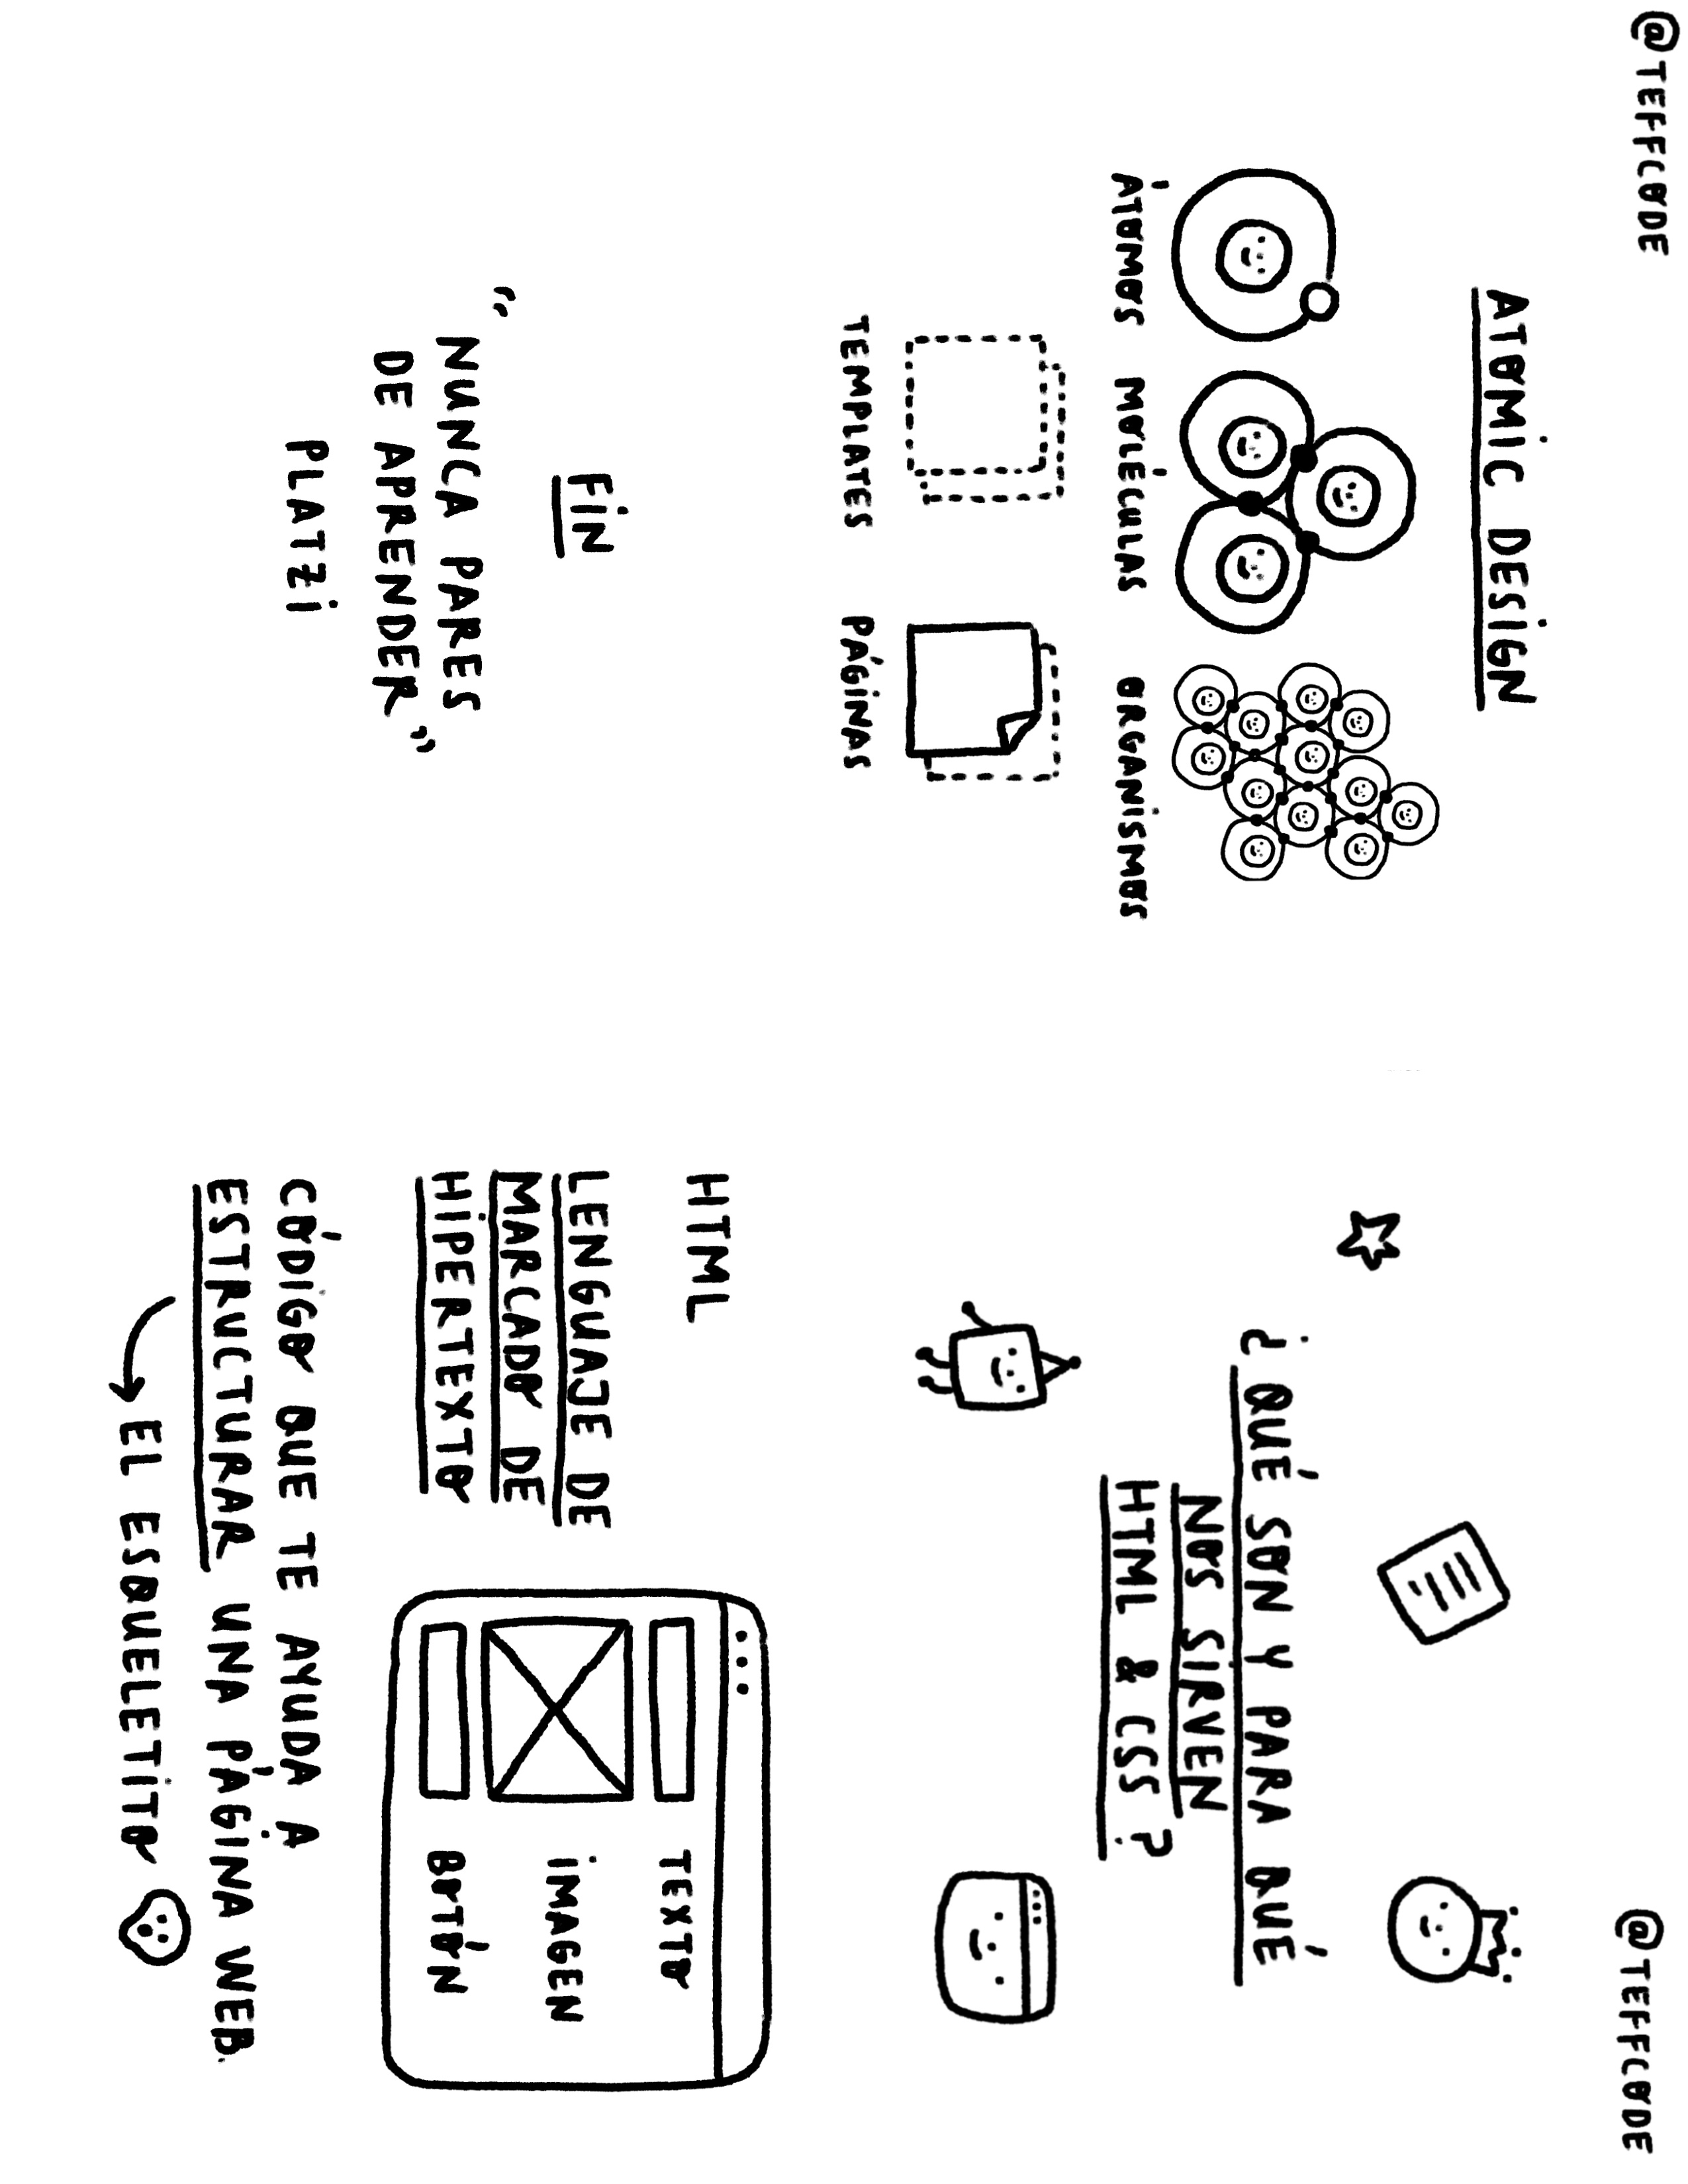 @TEFFCODE
ATOMIC DESIGN
ÁTOMOS MOLÉCULAS ORGANISMOS
TEMPLATES PÁGINAS
FIN
“NUNCA PARES
DE APRENDER”
PLATZI
@TEFFCODE
¿QUÉ SON Y PARA QUÉ
NOS SIRVEN
HTML & CSS?
HTML
LENGUAJE DE
MARCADO DE
HIPERTEXTO
TEXTO
IMAGEN
BOTÓN
CÓDIGO QUE TE AYUDA A
ESTRUCTURAR UNA PÁGINA WEB.
EL ESQUELETITO